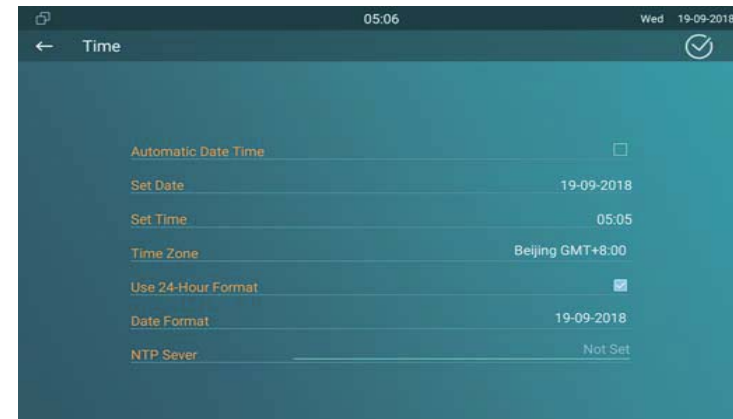 05:06 Wed 19-09-2018
Time
Automatic Date Time
Set Date 19-09-2018
Set Time 05:05
Time Zone Beijing GMT+8:00
Use 24-Hour Format
Date Format 19-09-2018
NTP Sever Not Set